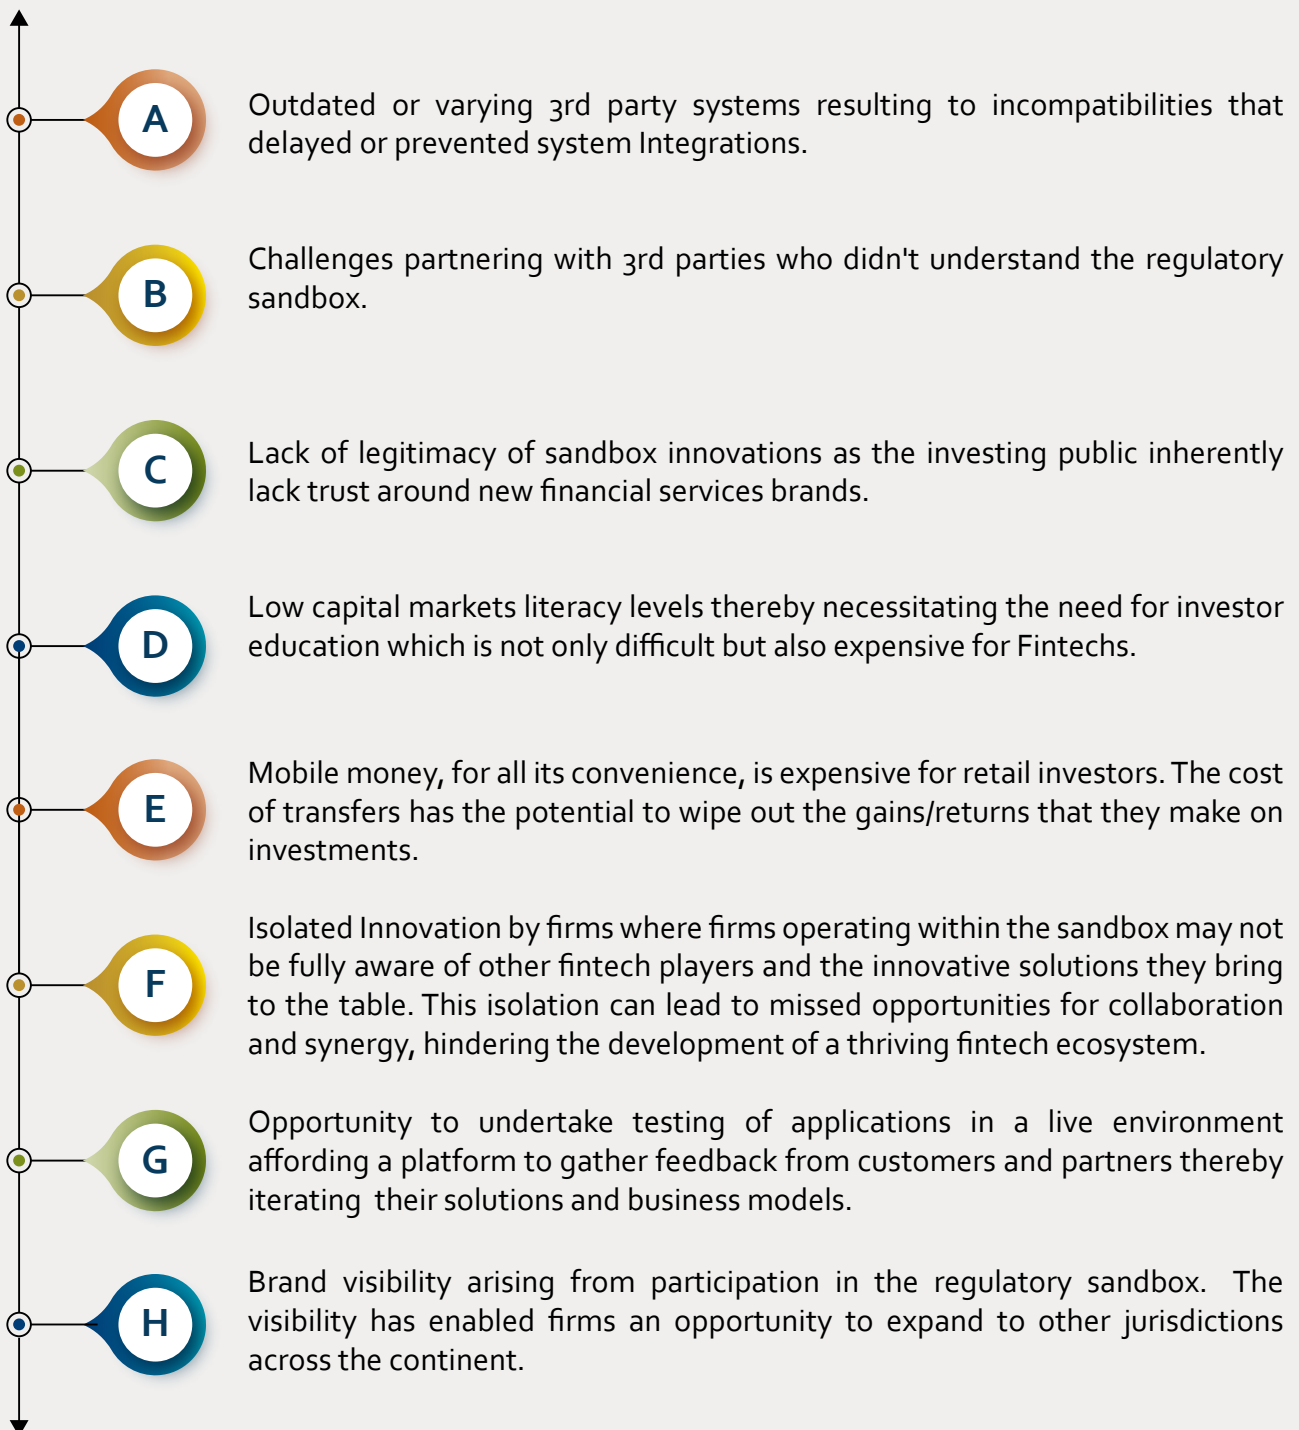 A
Outdated or varying 3rd party systems resulting to incompatibilities that
delayed or prevented system Integrations.
B
Challenges partnering with 3rd parties who didn't understand the regulatory
sandbox.
C
Lack of legitimacy of sandbox innovations as the investing public inherently
lack trust around new financial services brands.
D
Low capital markets literacy levels thereby necessitating the need for investor
education which is not only difficult but also expensive for Fintechs.
E
Mobile money, for all its convenience, is expensive for retail investors. The cost
of transfers has the potential to wipe out the gains/returns that they make on
investments.
F
Isolated Innovation by firms where firms operating within the sandbox may not
be fully aware of other fintech players and the innovative solutions they bring
to the table. This isolation can lead to missed opportunities for collaboration
and synergy, hindering the development of a thriving fintech ecosystem.
G
Opportunity to undertake testing of applications in a live environment
affording a platform to gather feedback from customers and partners thereby
iterating  their solutions and business models.
H
Brand visibility arising from participation in the regulatory sandbox.  The
visibility has enabled firms an opportunity to expand to other jurisdictions
across the continent.